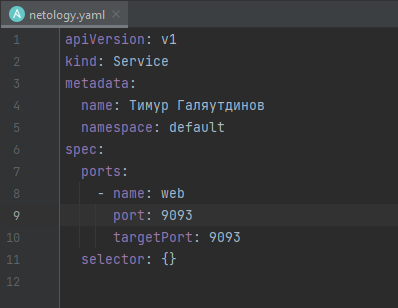 netology.yaml
1 apiVersion: v1
2 kind: Service
3 metadata:
4   name: Тимур Галяутдинов
5   namespace: default
6 spec:
7   ports:
8     - name: web
9       port: 9093
10       targetPort: 9093
11   selector: {}
12